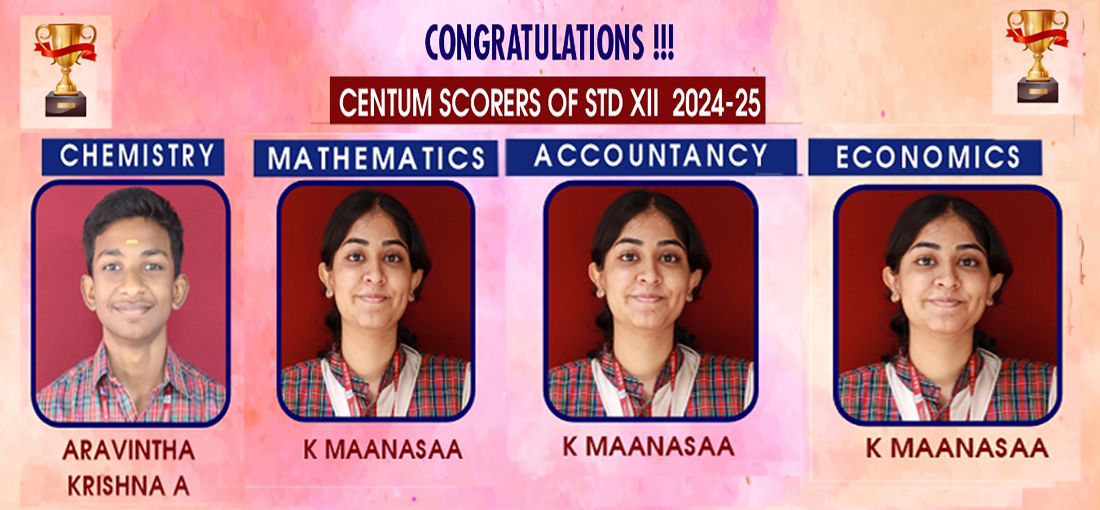 CONGRATULATIONS !!!
CENTUM SCORERS OF STD XII 2024-25
CHEMISTRY
MATHEMATICS
ACCOUNTANCY
ECONOMICS
ARAVINTHA
KRISHNA A
K MAANASAA
K MAANASAA
K MAANASAA